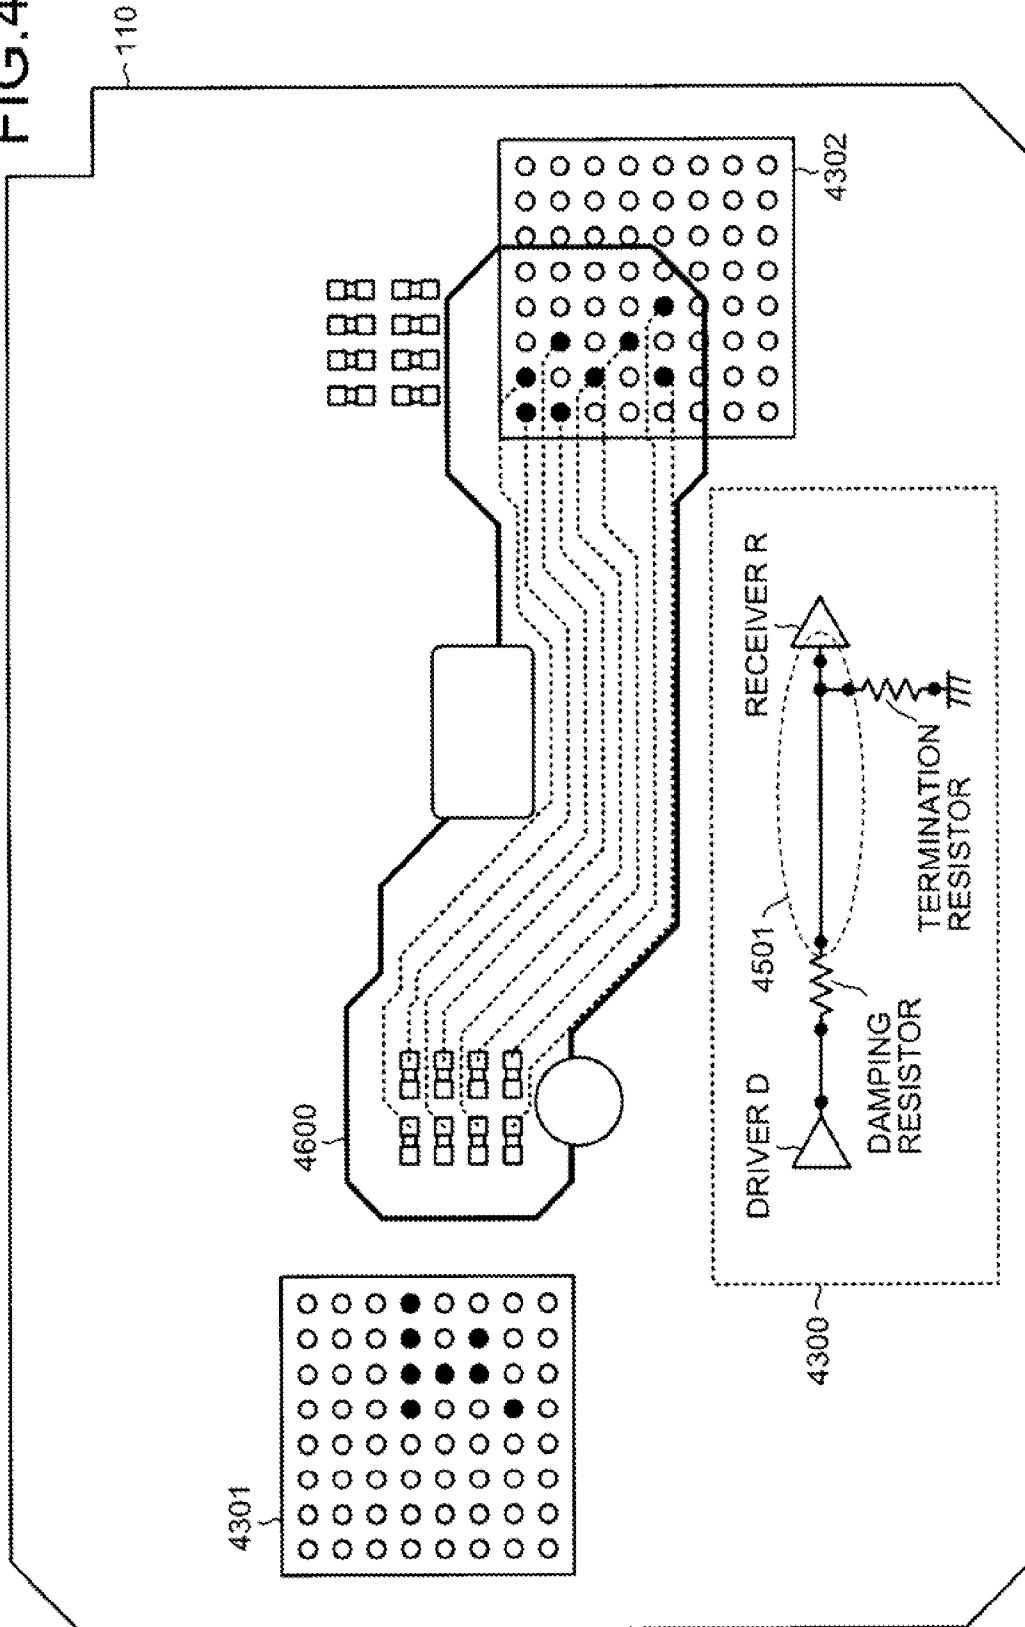 FIG.4
110
4302
4600
4301
RECEIVER R
4501
TERMINATION
RESISTOR
DRIVER D
DAMPING
RESISTOR
4300